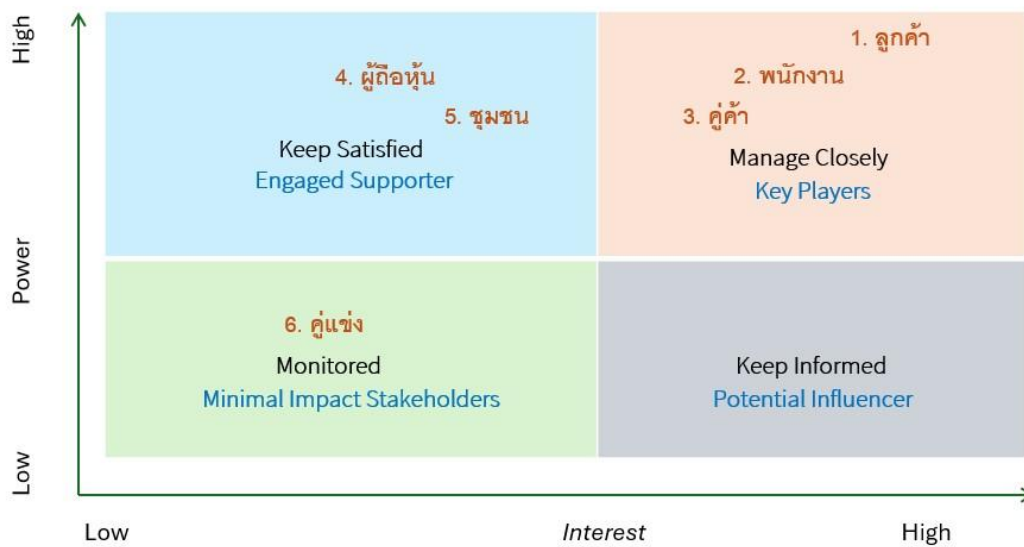 High
1. ลูกค้า
4. ผู้ถือหุ้น
2. พนักงาน
5. ชุมชน
3. คู่ค้า
Keep Satisfied
Engaged Supporter
Manage Closely
Key Players
Power
6. คู่แข่ง
Monitored
Minimal Impact Stakeholders
Keep Informed
Potential Influencer
Low
Low
Interest
High